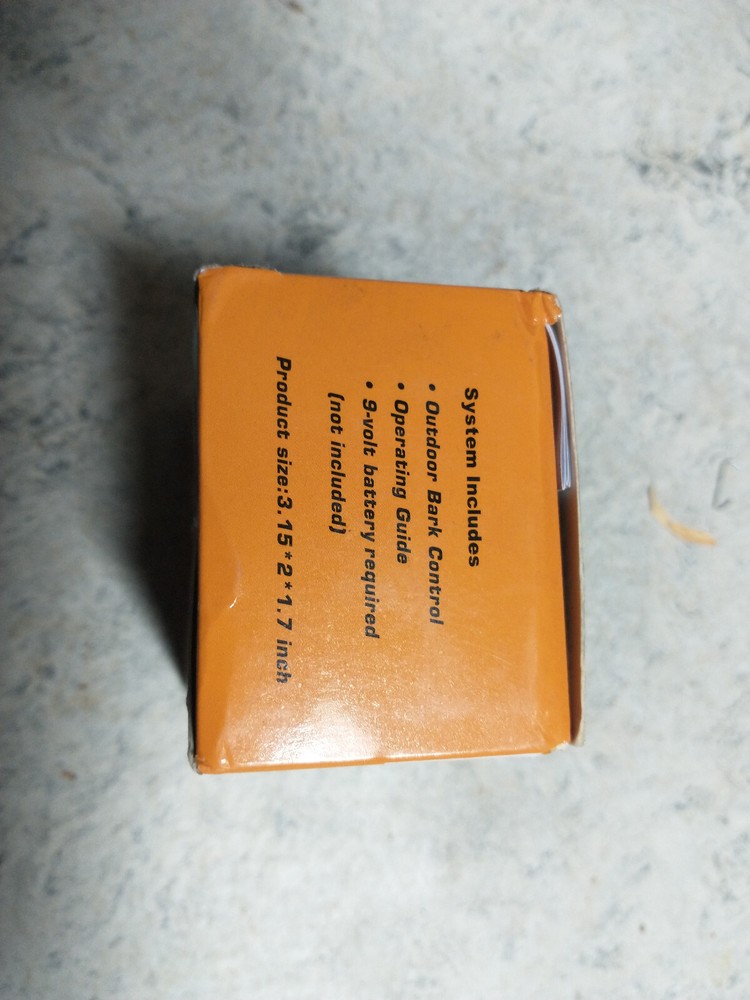 System Includes
• Outdoor Bark Control
• Operating Guide
• 9-volt battery required
(not included)
Product size:3.15*2*1.7 inch